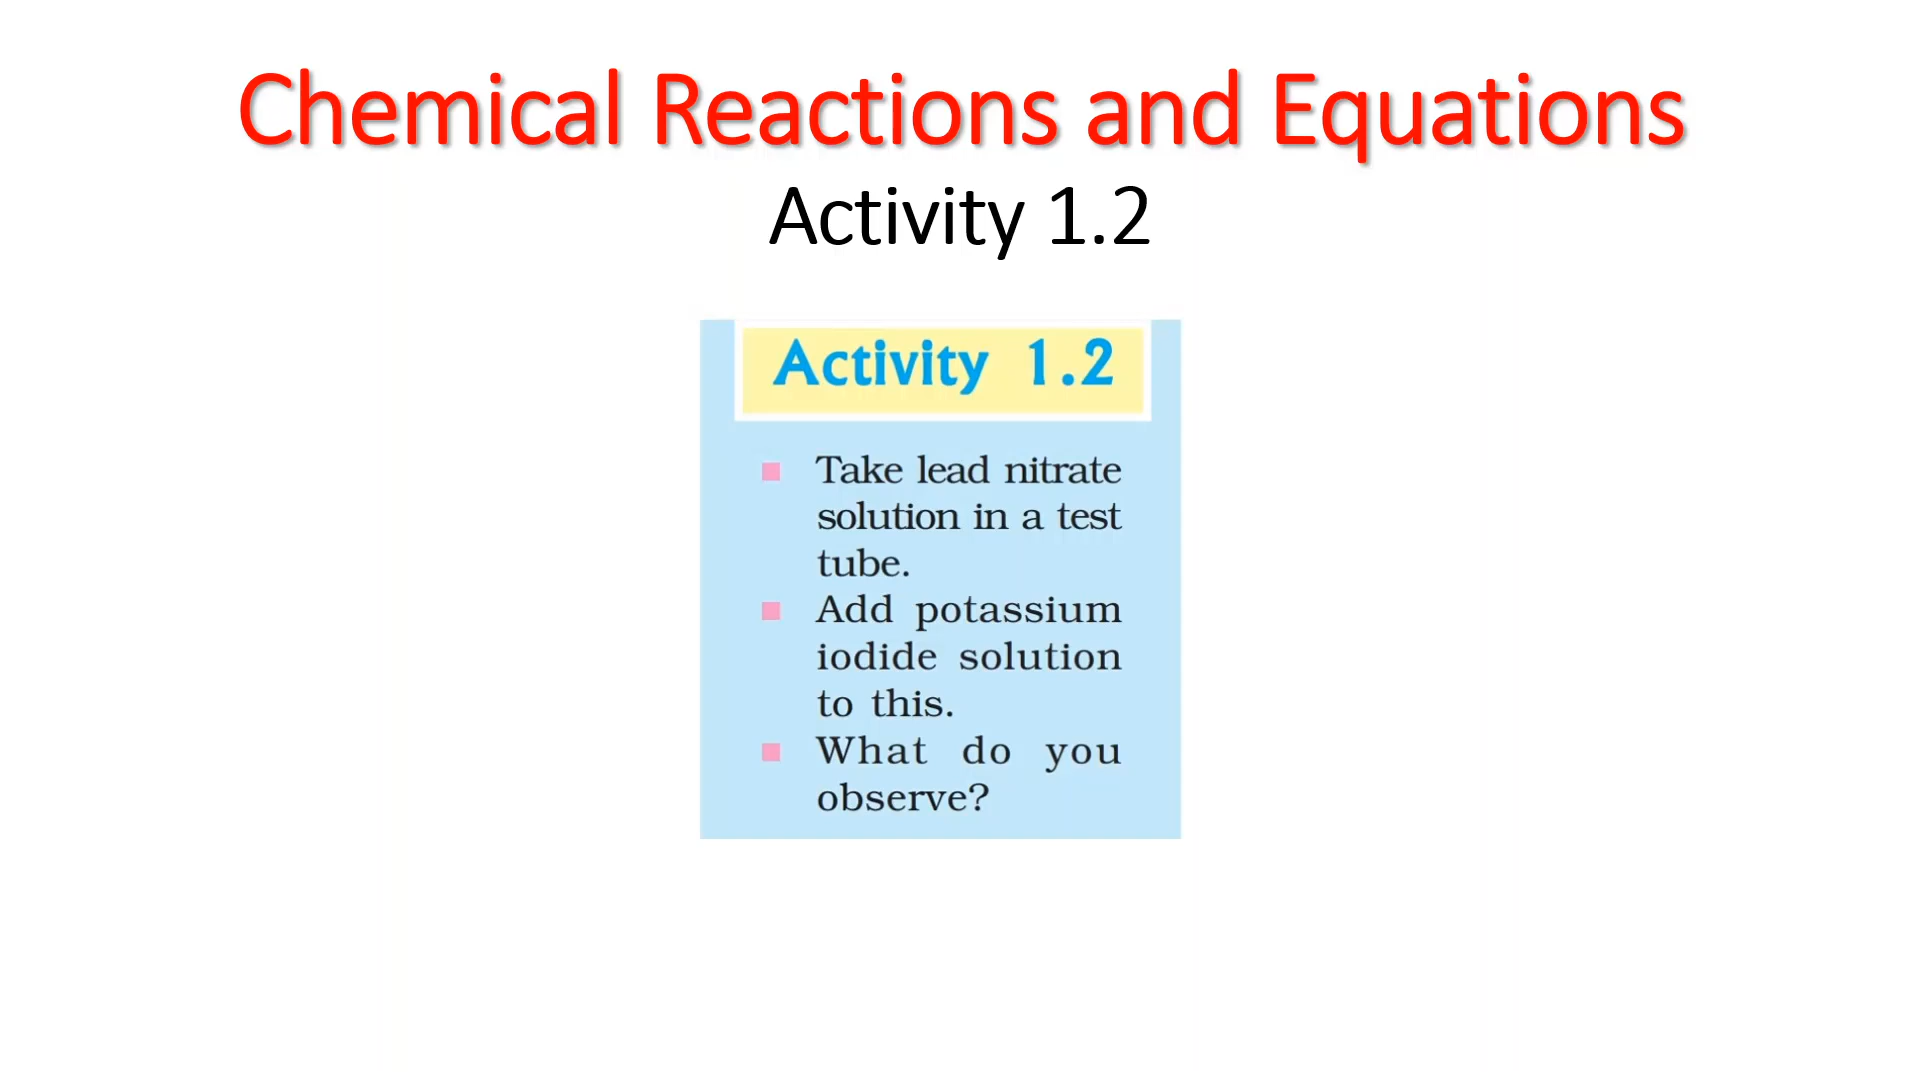 Chemical Reactions and Equations
Activity 1.2
Activity 1.2
Take lead nitrate
solution in a test
tube.
Add potassium
iodide solution
to this.
What do you
observe?